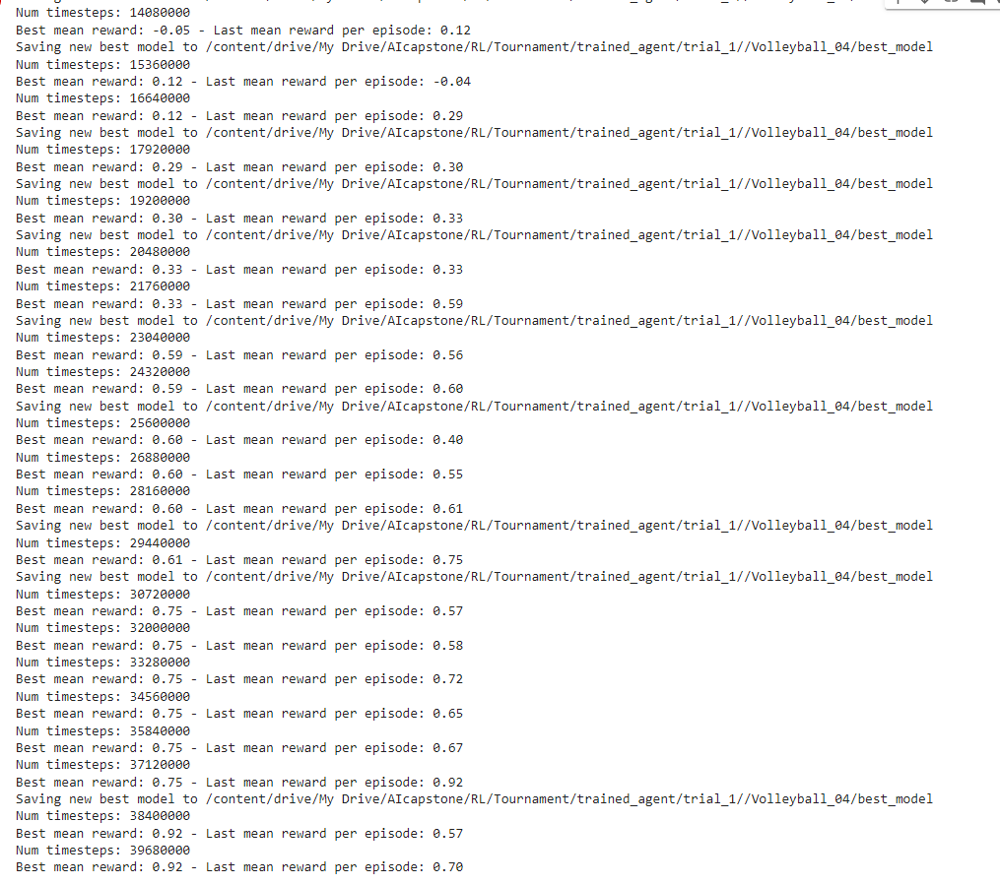 Num timesteps: 14080000
Best mean reward: -0.05 - Last mean reward per episode: 0.12
Saving new best model to /content/drive/My Drive/AIcapstone/RL/Tournament/trained_agent/trial_1//Volleyball_04/best_model
Num timesteps: 15360000
Best mean reward: 0.12 - Last mean reward per episode: -0.04
Num timesteps: 16640000
Best mean reward: 0.12 - Last mean reward per episode: 0.29
Saving new best model to /content/drive/My Drive/AIcapstone/RL/Tournament/trained_agent/trial_1//Volleyball_04/best_model
Num timesteps: 17920000
Best mean reward: 0.29 - Last mean reward per episode: 0.30
Saving new best model to /content/drive/My Drive/AIcapstone/RL/Tournament/trained_agent/trial_1//Volleyball_04/best_model
Num timesteps: 19200000
Best mean reward: 0.30 - Last mean reward per episode: 0.33
Saving new best model to /content/drive/My Drive/AIcapstone/RL/Tournament/trained_agent/trial_1//Volleyball_04/best_model
Num timesteps: 20480000
Best mean reward: 0.33 - Last mean reward per episode: 0.33
Num timesteps: 21760000
Best mean reward: 0.33 - Last mean reward per episode: 0.59
Saving new best model to /content/drive/My Drive/AIcapstone/RL/Tournament/trained_agent/trial_1//Volleyball_04/best_model
Num timesteps: 23040000
Best mean reward: 0.59 - Last mean reward per episode: 0.56
Num timesteps: 24320000
Best mean reward: 0.59 - Last mean reward per episode: 0.60
Saving new best model to /content/drive/My Drive/AIcapstone/RL/Tournament/trained_agent/trial_1//Volleyball_04/best_model
Num timesteps: 25600000
Best mean reward: 0.60 - Last mean reward per episode: 0.40
Num timesteps: 26880000
Best mean reward: 0.60 - Last mean reward per episode: 0.55
Num timesteps: 28160000
Best mean reward: 0.60 - Last mean reward per episode: 0.61
Saving new best model to /content/drive/My Drive/AIcapstone/RL/Tournament/trained_agent/trial_1//Volleyball_04/best_model
Num timesteps: 29440000
Best mean reward: 0.61 - Last mean reward per episode: 0.75
Saving new best model to /content/drive/My Drive/AIcapstone/RL/Tournament/trained_agent/trial_1//Volleyball_04/best_model
Num timesteps: 30720000
Best mean reward: 0.75 - Last mean reward per episode: 0.57
Num timesteps: 32000000
Best mean reward: 0.75 - Last mean reward per episode: 0.58
Num timesteps: 33280000
Best mean reward: 0.75 - Last mean reward per episode: 0.72
Num timesteps: 34560000
Best mean reward: 0.75 - Last mean reward per episode: 0.65
Num timesteps: 35840000
Best mean reward: 0.75 - Last mean reward per episode: 0.67
Num timesteps: 37120000
Best mean reward: 0.75 - Last mean reward per episode: 0.92
Saving new best model to /content/drive/My Drive/AIcapstone/RL/Tournament/trained_agent/trial_1//Volleyball_04/best_model
Num timesteps: 38400000
Best mean reward: 0.92 - Last mean reward per episode: 0.57
Num timesteps: 39680000
Best mean reward: 0.92 - Last mean reward per episode: 0.70